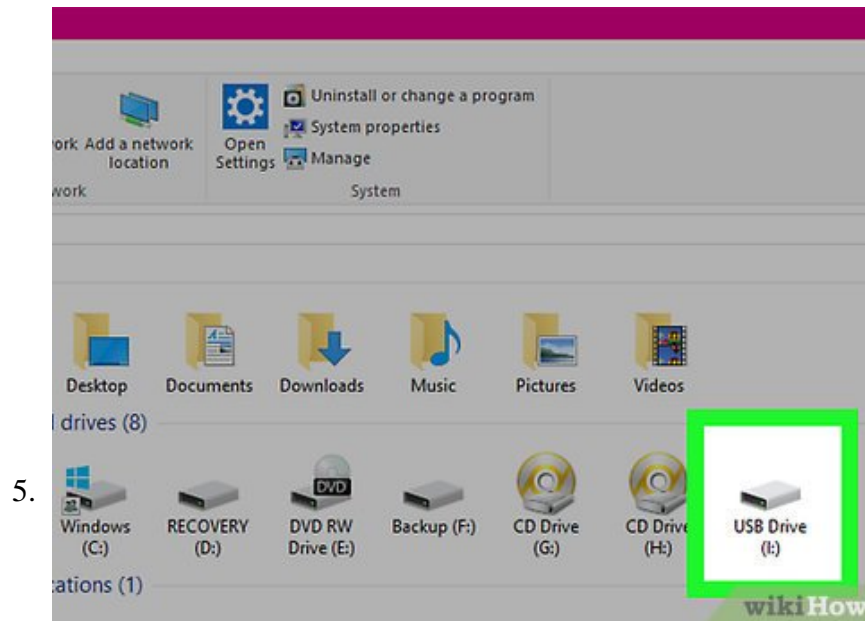 Uninstall or change a program
ork Add a network
location
Open
Settings
System properties
Manage
work
System
Desktop
Documents
Downloads
Music
Pictures
Videos
drives (8)
5.
DVD
Windows
(C:)
RECOVERY
(D:)
DVD RW
Drive (E:)
Backup (F:)
CD Drive
(G:)
CD Drive
(H:)
USB Drive
(I:)
cations (1)
wikiHow